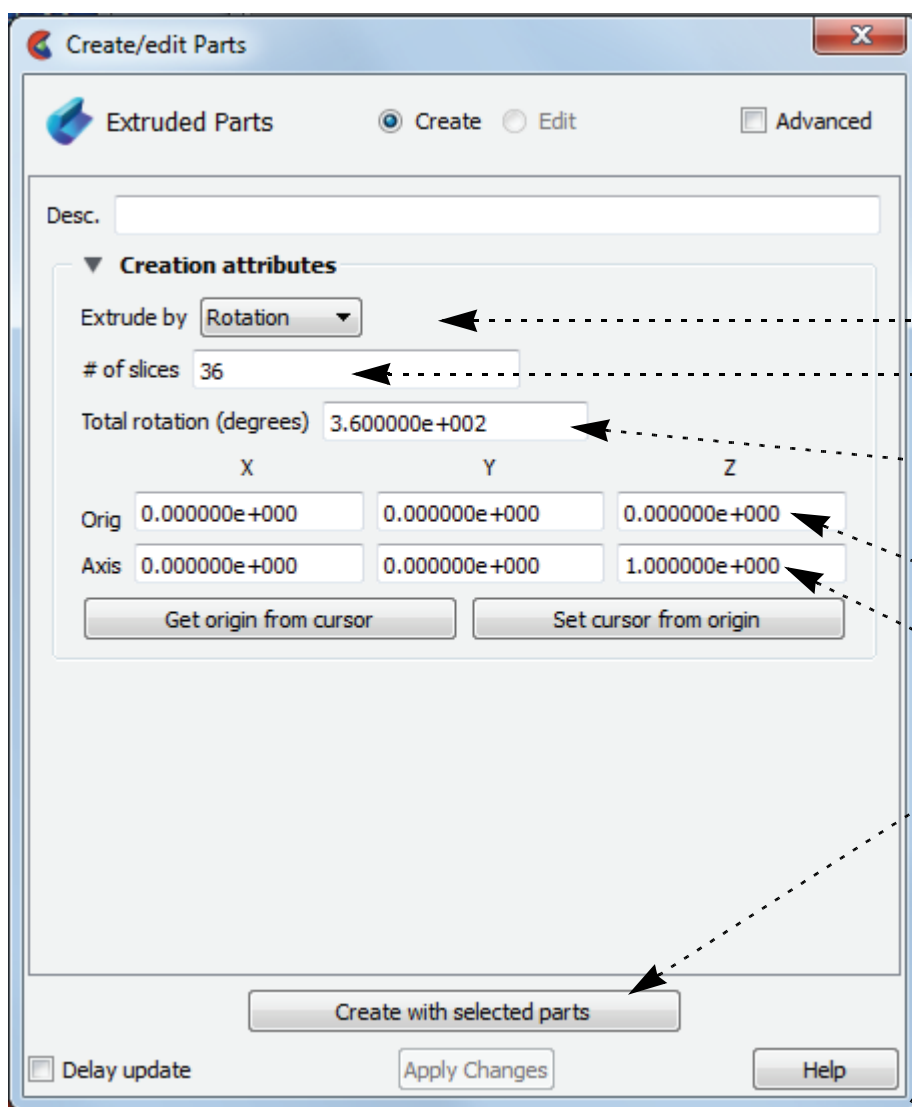 Create/edit Parts
Extruded Parts Create Edit Advanced
Desc.
Creation attributes
Extrude by Rotation
# of slices 36
Total rotation (degrees) 3.600000e+002
X Y Z
Orig 0.000000e+000 0.000000e+000 0.000000e+000
Axis 0.000000e+000 0.000000e+000 1.000000e+000
Get origin from cursor Set cursor from origin
Create with selected parts
Delay update Apply Changes Help